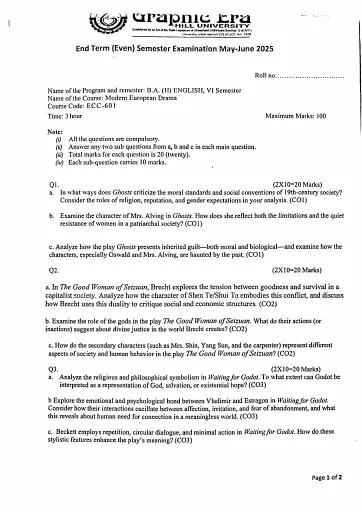 Graphic Era
HILL UNIVERSITY
End Term (Even) Semester Examination May-June 2025
Roll no..............................
Name of the Program and semester: B.A. (H) ENGLISH, VI Semester
Name of the Course: Modern European Drama
Course Code: ECC-601
Time: 3 hour Maximum Marks: 100
Note:
(i) All the questions are compulsory.
(ii) Answer any two sub questions from a, b and c in each main question.
(iii) Total marks for each question is 20 (twenty).
(iv) Each sub-question carries 10 marks.
Q1. (2X10=20 Marks)
a. In what ways does Ghosts criticize the moral standards and social conventions of 19th-century society?
Consider the roles of religion, reputation, and gender expectations in your analysis. (CO1)
b. Examine the character of Mrs. Alving in Ghosts. How does she reflect both the limitations and the quiet
resistance of women in a patriarchal society? (CO1)
c. Analyze how the play Ghosts presents inherited guilt—both moral and biological—and examine how the
characters, especially Oswald and Mrs. Alving, are haunted by the past. (CO1)
Q2. (2X10=20 Marks)
a. In The Good Woman of Setzuan, Brecht explores the tension between goodness and survival in a
capitalist society. Analyze how the character of Shen Te/Shui Ta embodies this conflict, and discuss
how Brecht uses this duality to critique social and economic structures. (CO2)
b. Examine the role of the gods in the play The Good Woman of Setzuan. What do their actions (or
inactions) suggest about divine justice in the world Brecht creates? (CO2)
c. How do the secondary characters (such as Mrs. Shin, Yang Sun, and the carpenter) represent different
aspects of society and human behavior in the play The Good Woman of Setzuan? (CO2)
Q3. (2X10=20 Marks)
a. Analyze the religious and philosophical symbolism in Waiting for Godot. To what extent can Godot be
interpreted as a representation of God, salvation, or existential hope? (CO3)
b Explore the emotional and psychological bond between Vladimir and Estragon in Waiting for Godot.
Consider how their interactions oscillate between affection, irritation, and fear of abandonment, and what
this reveals about human need for connection in a meaningless world. (CO3)
c. Beckett employs repetition, circular dialogue, and minimal action in Waiting for Godot. How do these
stylistic features enhance the play's meaning? (CO3)
Page 1 of 2